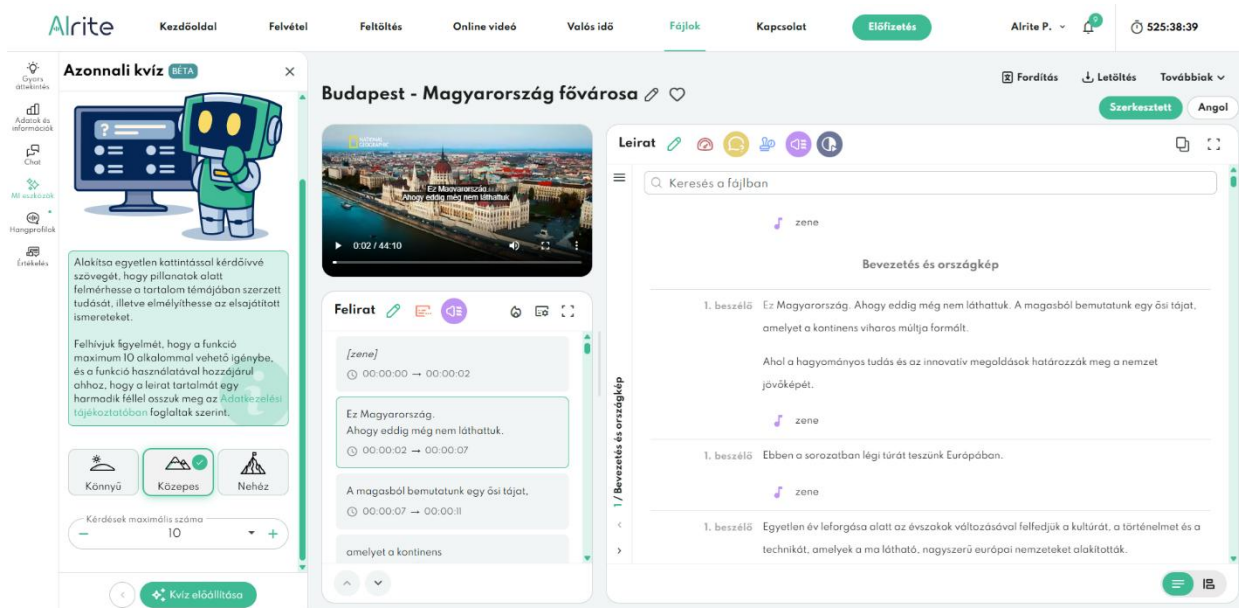 Alrite
Kezdőoldal
Felvétel
Feltöltés
Online videó
Valós idő
Fájlok
Kapcsolat
Előfizetés
Alrite P.
9
525:38:39
Gyors
áttekintés
Adatok és
információk
Chat
MI eszközök
Hangprofilok
Értékelés
Azonnali kvíz BÉTA
?
Alakítsa egyetlen kattintással kérdőívvé
szövegét, hogy pillanatok alatt
felmérhesse a tartalom témájában szerzett
tudását, illetve elmélyíthesse az elsajátított
ismereteket.
Felhívjuk figyelmét, hogy a funkció
maximum 10 alkalommal vehető igénybe,
és a funkció használatával hozzájárul
ahhoz, hogy a leirat tartalmát egy
harmadik féllel osszuk meg az Adatkezelési
tájékoztatóban foglaltak szerint.
Könnyű
Közepes
Nehéz
Kérdések maximális száma
10
Kvíz előállítása
Budapest - Magyarország fővárosa
Fordítás
Letöltés
Továbbiak
Szerkesztett
Angol
NATIONAL
GEOGRAPHIC
Ez Magyarország.
Ahogy eddig még nem láthattuk.
0:02 / 44:10
Felirat
[zene]
00:00:00 → 00:00:02
Ez Magyarország.
Ahogy eddig még nem láthattuk.
00:00:02 → 00:00:07
A magasból bemutatunk egy ősi tájat,
00:00:07 → 00:00:11
amelyet a kontinens
Leirat
Keresés a fájlban
1 / Bevezetés és országkép
zene
Bevezetés és országkép
1. beszélő Ez Magyarország. Ahogy eddig még nem láthattuk. A magasból bemutatunk egy ősi tájat,
amelyet a kontinens viharos múltja formált.
Ahol a hagyományos tudás és az innovatív megoldások határozzák meg a nemzet
jövőképét.
zene
1. beszélő Ebben a sorozatban légi túrát teszünk Európában.
zene
1. beszélő Egyetlen év leforgása alatt az évszakok változásával felfedjük a kultúrát, a történelmet és a
technikát, amelyek a ma látható, nagyszerű európai nemzeteket alakították.